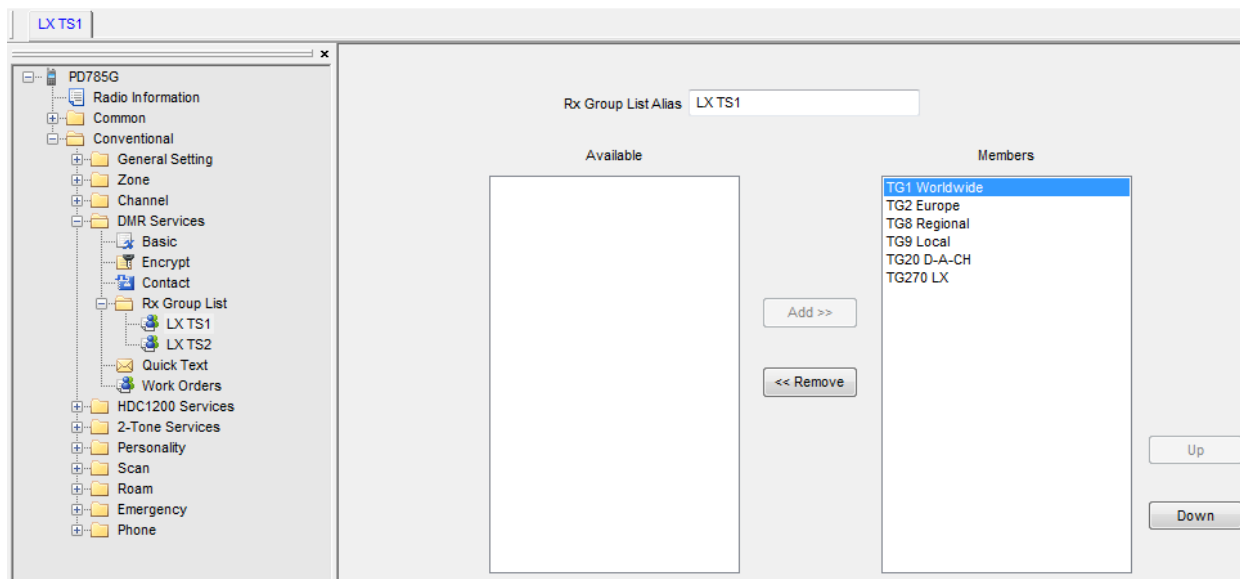 LX TS1
x
PD785G
Radio Information
Common
Conventional
General Setting
Zone
Channel
DMR Services
Basic
Encrypt
Contact
Rx Group List
LX TS1
LX TS2
Quick Text
Work Orders
HDC1200 Services
2-Tone Services
Personality
Scan
Roam
Emergency
Phone
Rx Group List Alias LX TS1
Available
Members
TG1 Worldwide
TG2 Europe
TG8 Regional
TG9 Local
TG20 D-A-CH
TG270 LX
Add >>
<< Remove
Up
Down